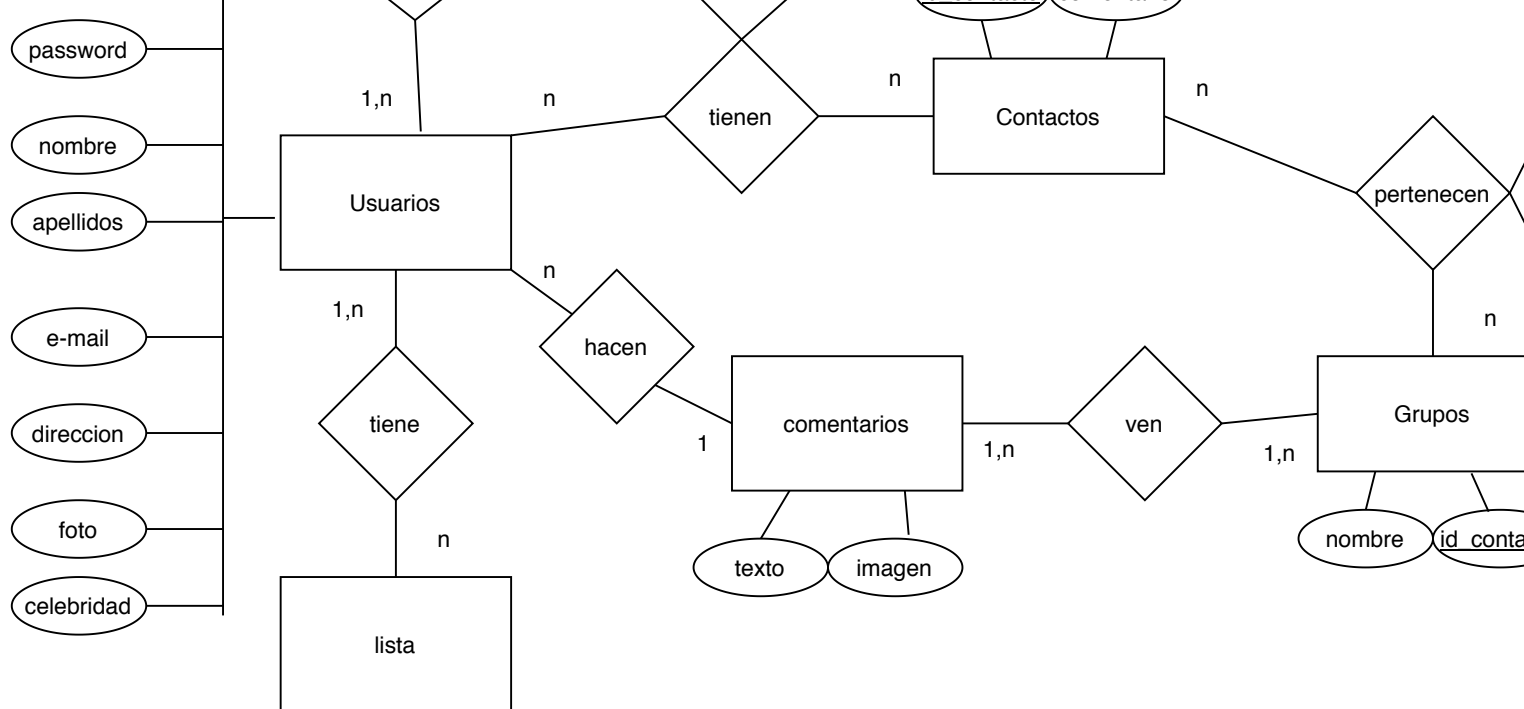 password
1,n
n
n
n
nombre
tienen
Contactos
apellidos
Usuarios
pertenecen
n
1,n
n
e-mail
hacen
direccion
tiene
comentarios
ven
Grupos
1
1,n
1,n
foto
n
texto
imagen
nombre
celebridad
lista